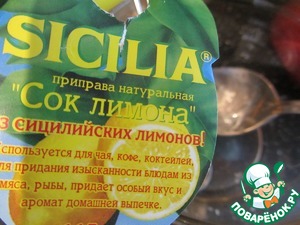 SICILIA®
приправа натуральная
"Сок лимона"
З СИЦИЛИЙСКИХ ЛИМОНОВ!
спользуется для чая, кофе, коктейлей,
ля придания изысканности блюдам из
мяса, рыбы, придает особый вкус и
аромат домашней выпечке.
ПОВАРЁНОК.РУ